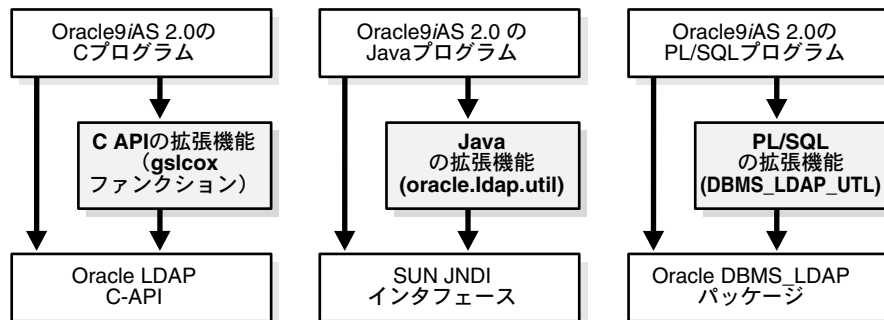 Oracle9iAS 2.0の
Cプログラム
Oracle9iAS 2.0 の
Javaプログラム
Oracle9iAS 2.0の
PL/SQLプログラム
C APIの拡張機能
（gslcox
ファンクション）
Java
の拡張機能
(oracle.ldap.util)
PL/SQL
の拡張機能
(DBMS_LDAP_UTL)
Oracle LDAP
C-API
SUN JNDI
インタフェース
Oracle DBMS_LDAP
パッケージ